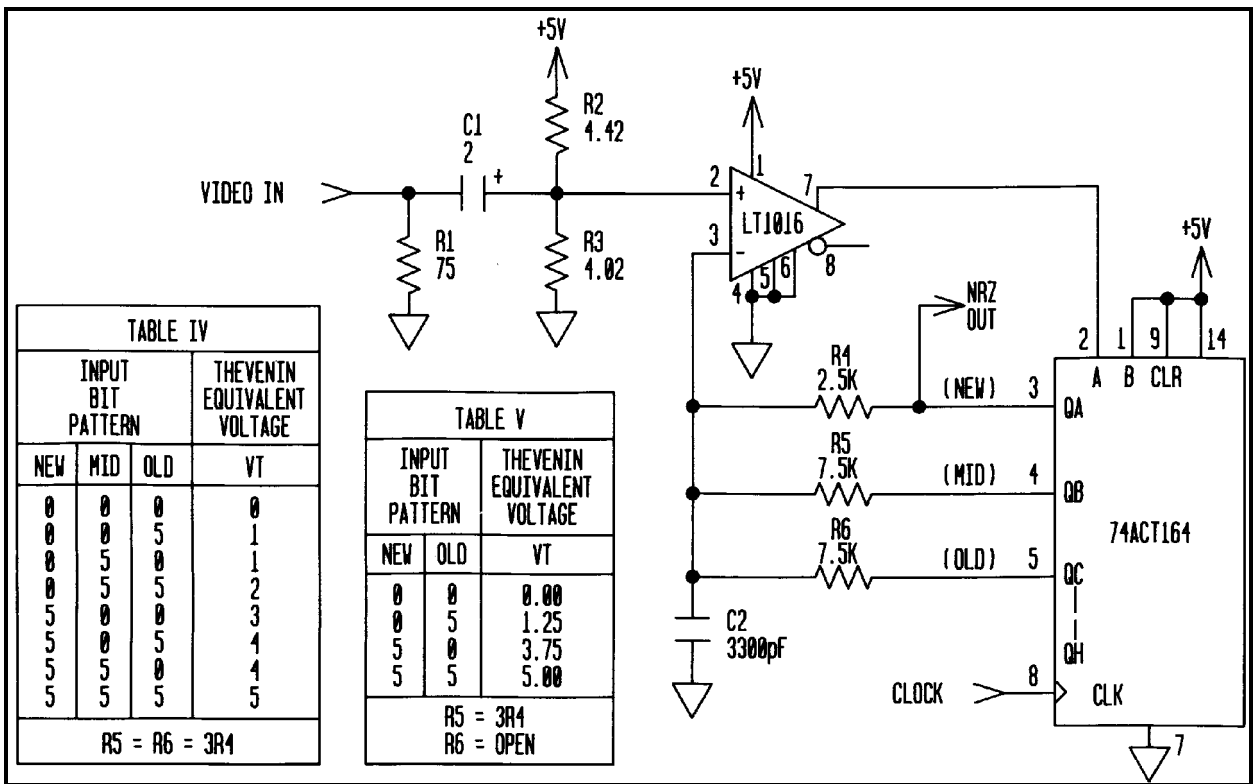 +5V
R2
4.42
C1
2
+
VIDEO IN
R1
75
R3
4.02
+5V
1
2
+
7
LT1016
3
-
4
5
6
8
+5V
NRZ
OUT
2
1
9
14
A
B
CLR
R4
2.5K
(NEW)
3
QA
R5
7.5K
(MID)
4
QB
74ACT164
R6
7.5K
(OLD)
5
QC
QH
C2
3300pF
CLOCK
8
CLK
7
TABLE IV
INPUT BIT PATTERN
THEVENIN EQUIVALENT VOLTAGE
NEW MID OLD VT
0 0 0 0
0 0 5 1
0 5 0 1
0 5 5 2
5 0 0 3
5 0 5 4
5 5 0 4
5 5 5 5
R5 = R6 = 3R4
TABLE V
INPUT BIT PATTERN
THEVENIN EQUIVALENT VOLTAGE
NEW OLD VT
0 0 0.00
0 5 1.25
5 0 3.75
5 5 5.00
R5 = 3R4
R6 = OPEN